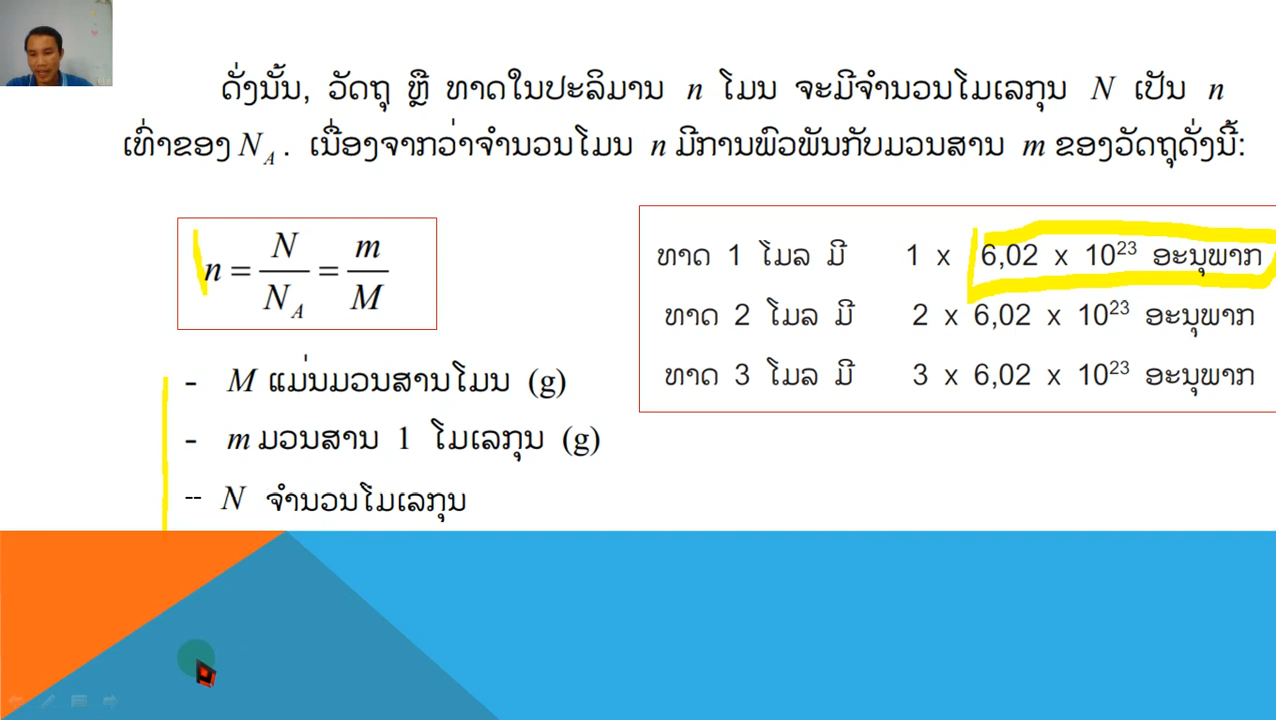 ດັ່ງນັ້ນ, ວັດຖຸ ຫຼື ທາດໃນປະລິມານ n ໂມນ ຈະມີຈຳນວນໂມເລກຸນ N ເປັນ n
ເທົ່າຂອງ N_A . ເນື່ອງຈາກວ່າຈຳນວນໂມນ n ມີການພົວພັນກັບມວນສານ m ຂອງວັດຖຸດັ່ງນີ້:
n = N/N_A = m/M
- M ແມ່ນມວນສານໂມນ (g)
- m ມວນສານ 1 ໂມເລກຸນ (g)
-- N ຈຳນວນໂມເລກຸນ
ທາດ 1 ໂມລ ມີ 1 x 6,02 x 10²³ ອະນຸພາກ
ທາດ 2 ໂມລ ມີ 2 x 6,02 x 10²³ ອະນຸພາກ
ທາດ 3 ໂມລ ມີ 3 x 6,02 x 10²³ ອະນຸພາກ